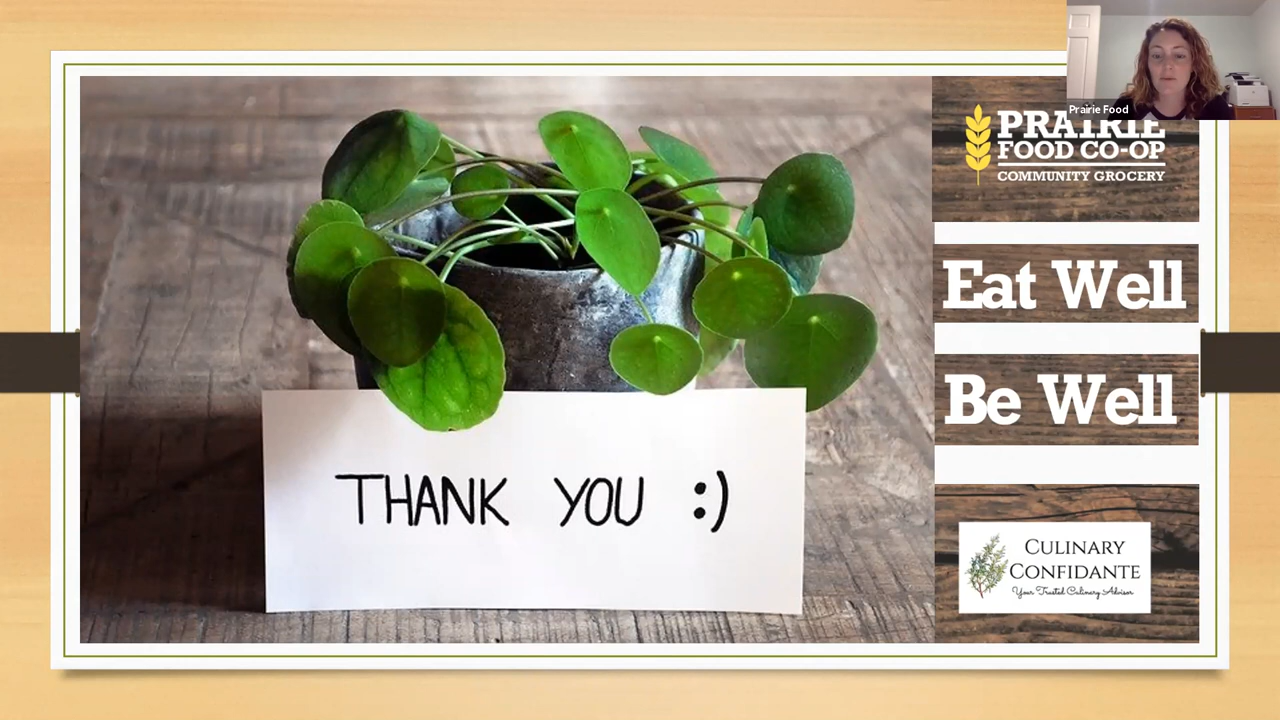 Prairie Food
PRAIRIE
FOOD CO-OP
COMMUNITY GROCERY
Eat Well
Be Well
THANK YOU :)
CULINARY
CONFIDANTE
Your Trusted Culinary Advisor